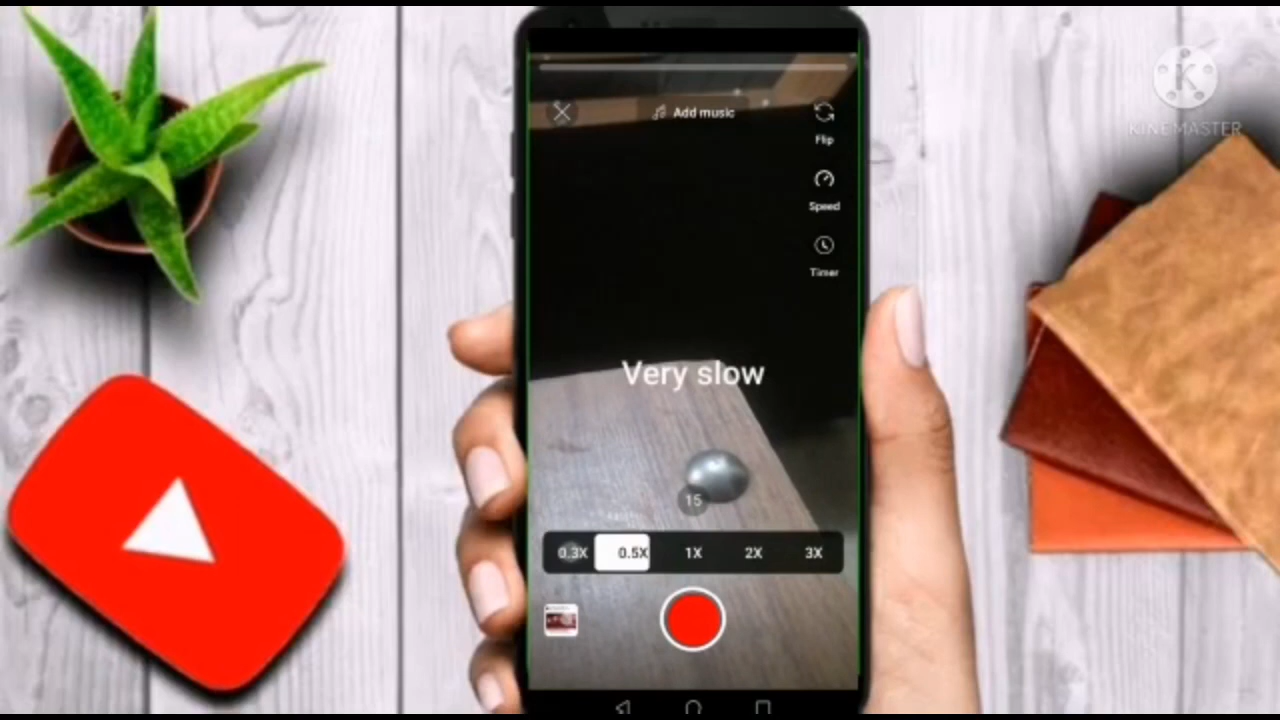 KINEMASTER
Add music
Flip
Speed
Timer
Very slow
15
0.3X 0.5X 1X 2X 3X